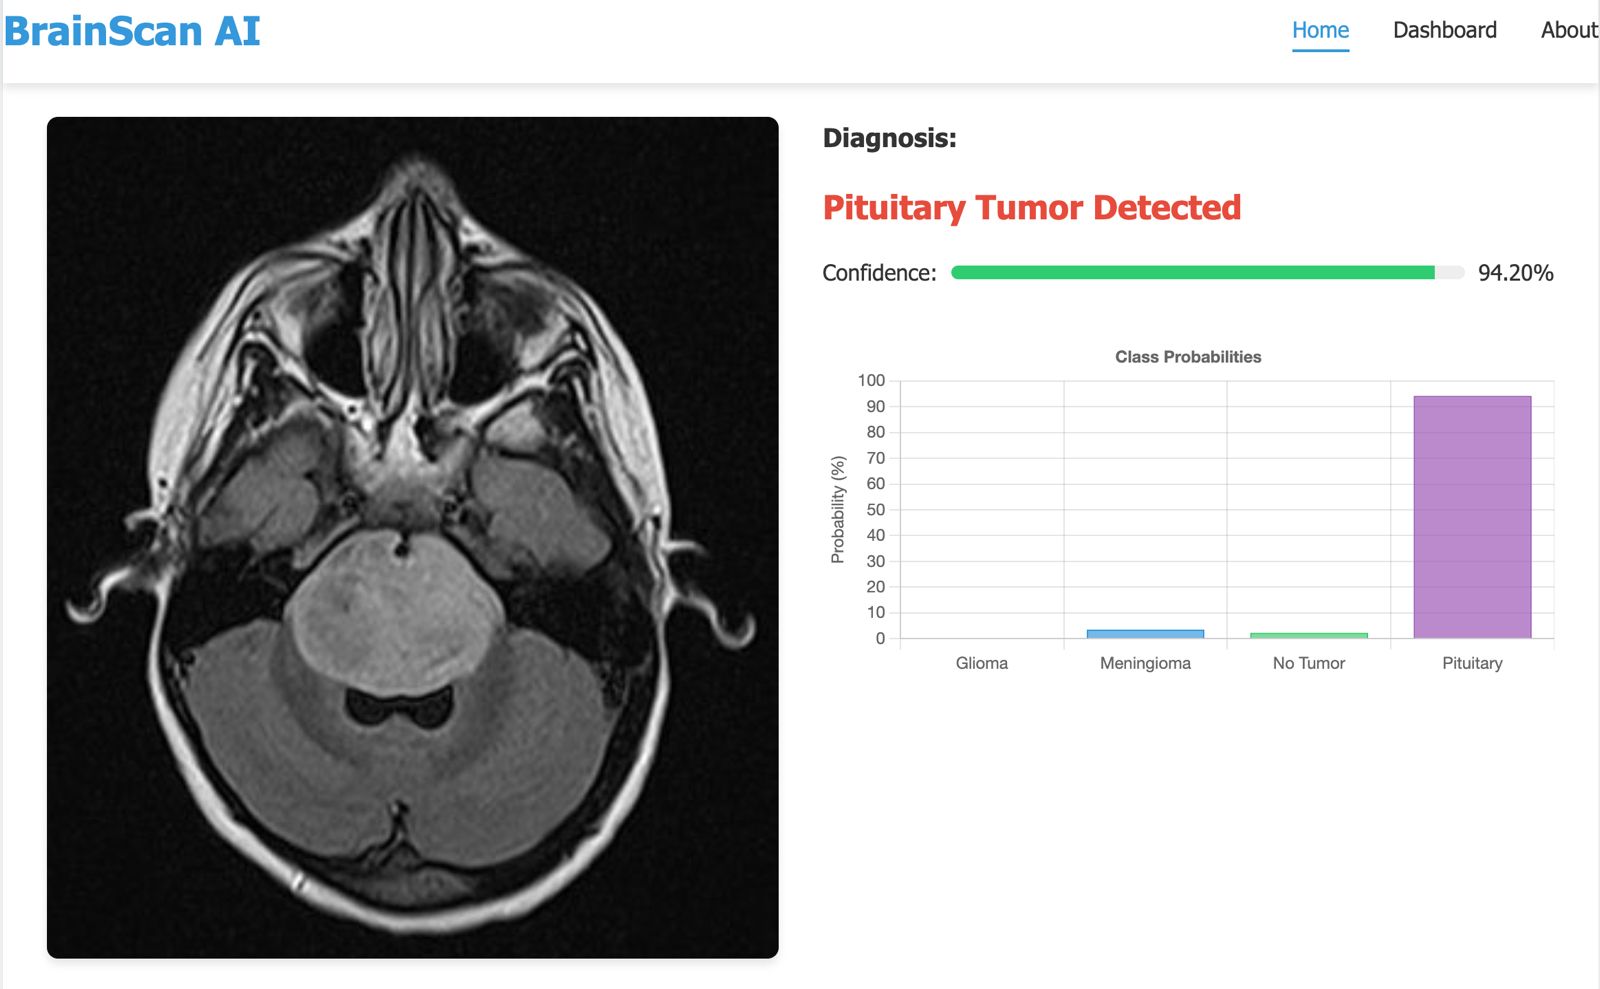 BrainScan AI
Home Dashboard About
Diagnosis:
Pituitary Tumor Detected
Confidence: 94.20%
Class Probabilities
Probability (%)
100
90
80
70
60
50
40
30
20
10
0
Glioma Meningioma No Tumor Pituitary